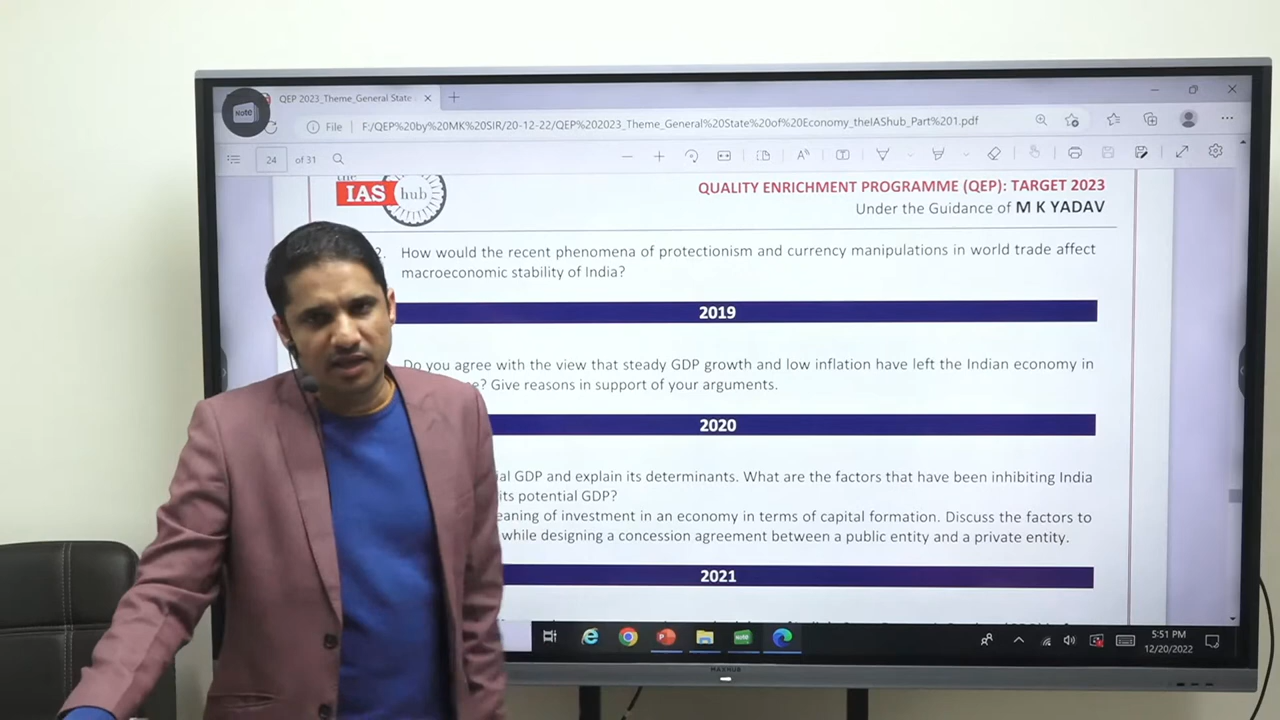 Note
QEP 2023_Theme_General State
File
F:/QEP%20by%20MK%20SIR/20-12-22/QEP%202023_Theme_General%20State%20of%20Economy_theIAShub_Part%201.pdf
24 of 31
the
IAS hub
QUALITY ENRICHMENT PROGRAMME (QEP): TARGET 2023
Under the Guidance of M K YADAV
2. How would the recent phenomena of protectionism and currency manipulations in world trade affect
macroeconomic stability of India?
2019
Do you agree with the view that steady GDP growth and low inflation have left the Indian economy in
Give reasons in support of your arguments.
2020
GDP and explain its determinants. What are the factors that have been inhibiting India
its potential GDP?
of investment in an economy in terms of capital formation. Discuss the factors to
while designing a concession agreement between a public entity and a private entity.
2021
Note
5:51 PM
12/20/2022
MAXHUB